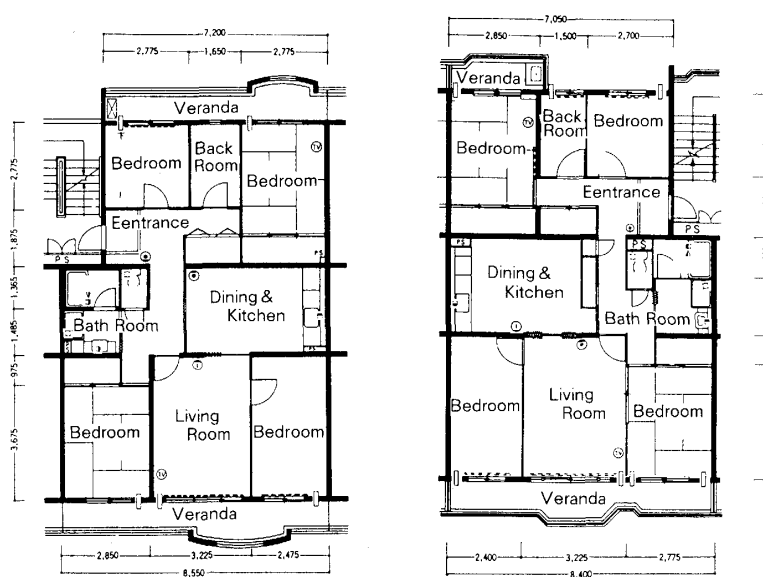 7,200
2,775
1,650
2,775
Veranda
Bedroom
Back
Room
Bedroom
TV
Eentrance
PS
PS
Dining &
Kitchen
Bath Room
PS
T
Living
Room
Bedroom
Bedroom
TV
Veranda
2,775
1,875
1,365
1,485
975
3,675
2,850
3,225
2,475
8,550
7,050
2,850
1,500
2,700
Veranda
TV
Back
Room
Bedroom
Bedroom
Eentrance
PS
PS
PS
Dining &
Kitchen
Bath Room
T
Living
Room
Bedroom
Bedroom
TV
Veranda
2,400
3,225
2,775
8,400